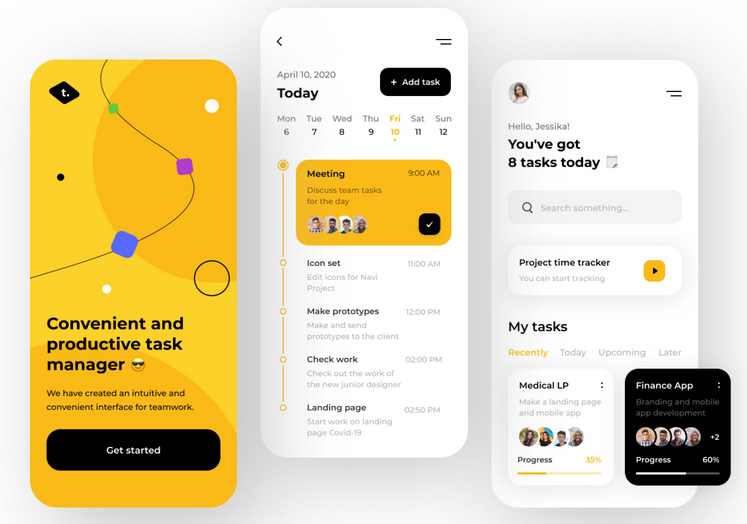 t.
Convenient and
productive task
manager 😎
We have created an intuitive and
convenient interface for teamwork.
Get started
April 10, 2020
Today
+ Add task
Mon Tue Wed Thu Fri Sat Sun
6 7 8 9 10 11 12
Meeting 9:00 AM
Discuss team tasks
for the day
Icon set 11:00 AM
Edit icons for Navi
Project
Make prototypes 12:00 PM
Make and send
prototypes to the client
Check work 02:00 PM
Check out the work of
the new junior designer
Landing page 02:50 PM
Start work on landing
page Covid-19
Hello, Jessika!
You've got
8 tasks today
Search something...
Project time tracker
You can start tracking
My tasks
Recently Today Upcoming Later
Medical LP
Make a landing page
and mobile app
Progress 35%
Finance App
Branding and mobile
app development
+2
Progress 60%